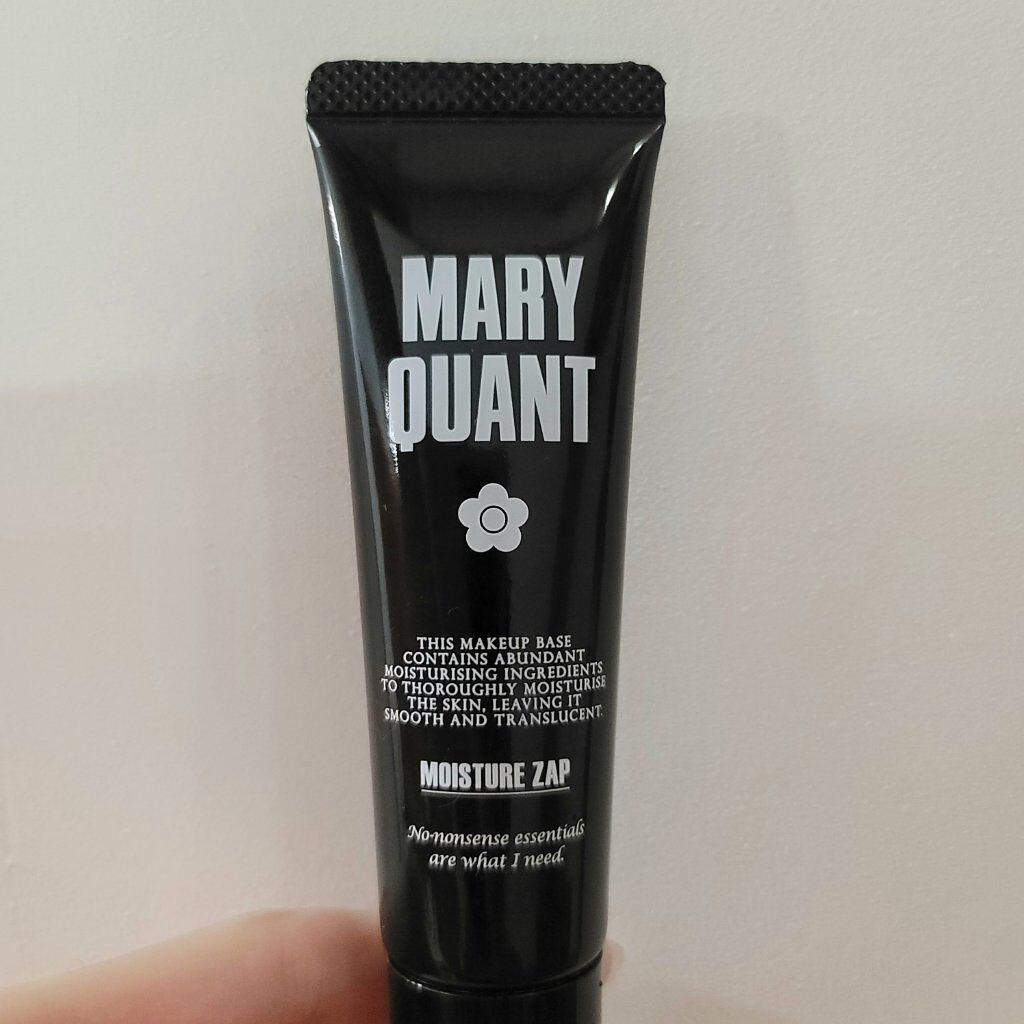 MARY
QUANT
THIS MAKEUP BASE
CONTAINS ABUNDANT
MOISTURISING INGREDIENTS
TO THOROUGHLY MOISTURISE
THE SKIN, LEAVING IT
SMOOTH AND TRANSLUCENT.
MOISTURE ZAP
No-nonsense essentials
are what I need.